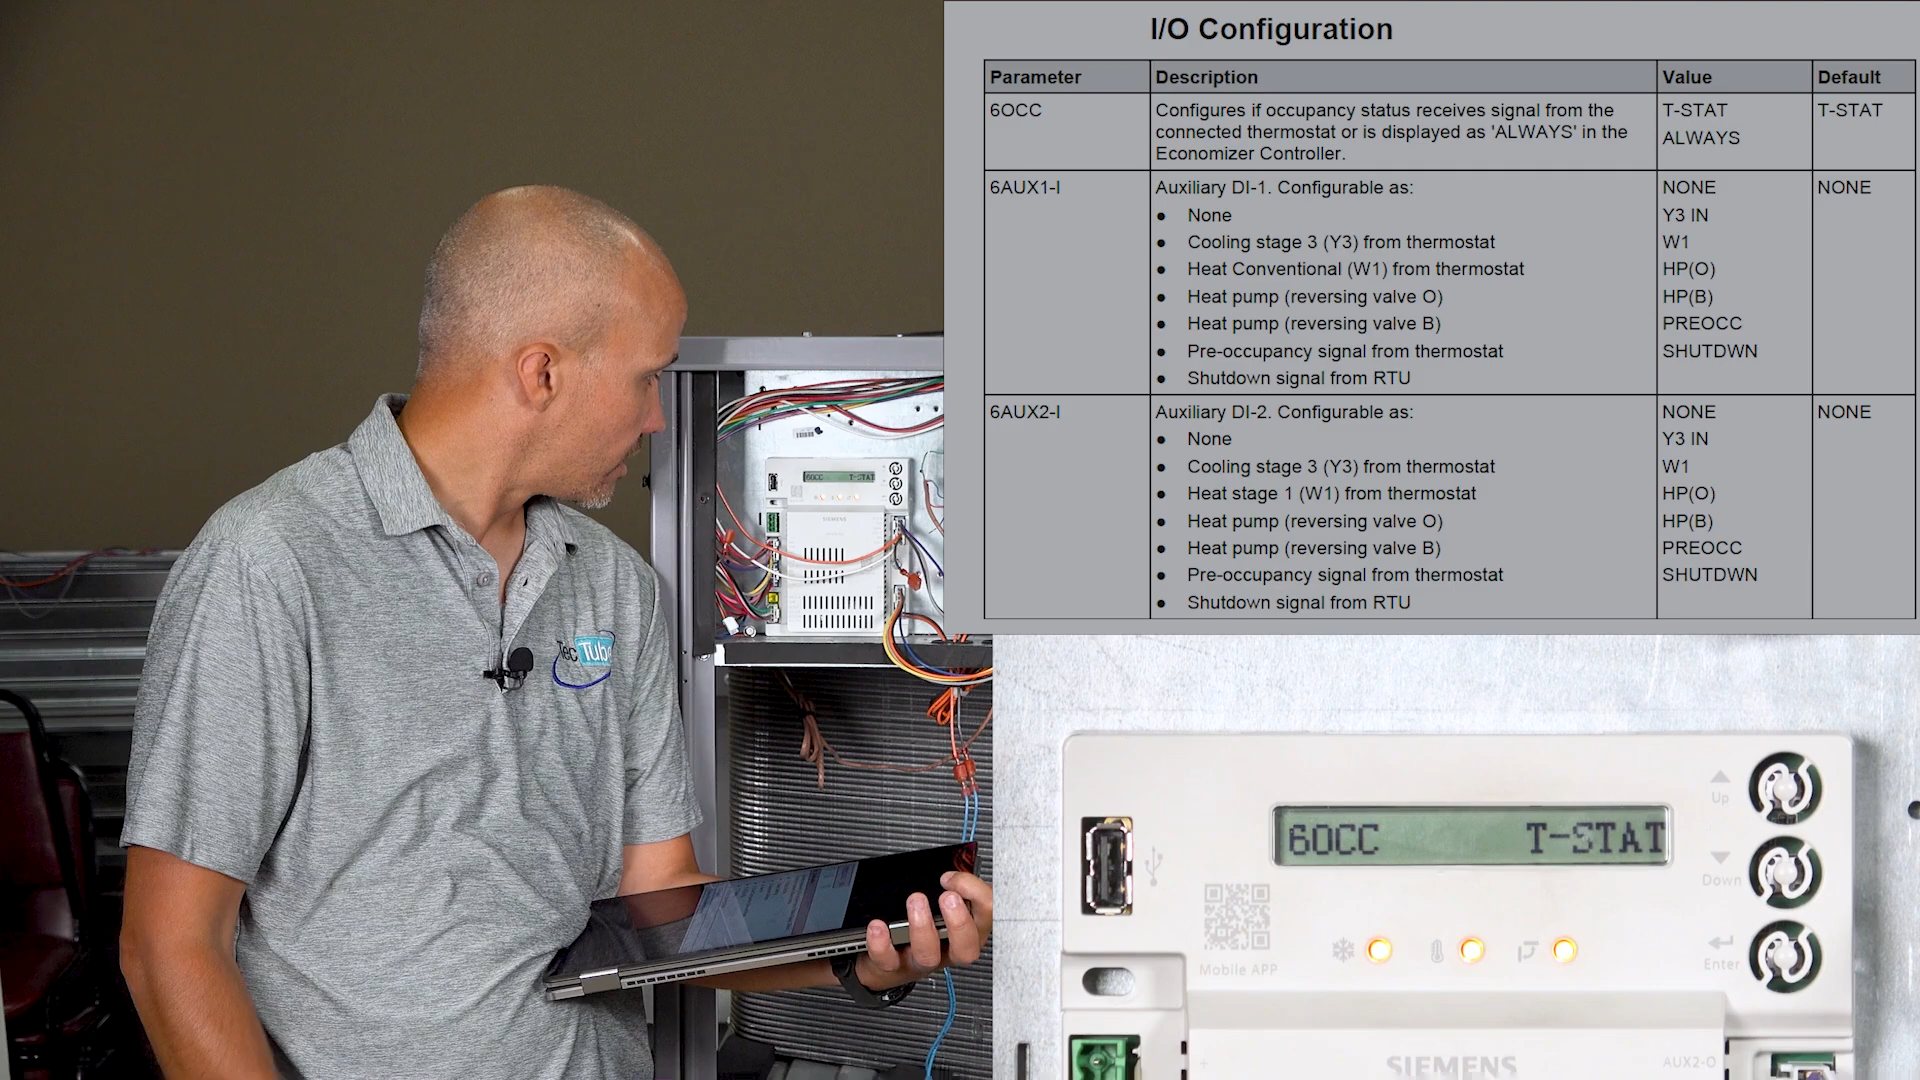 I/O Configuration
Parameter Description Value Default
6OCC Configures if occupancy status receives signal from the T-STAT T-STAT
connected thermostat or is displayed as 'ALWAYS' in the ALWAYS
Economizer Controller.
6AUX1-I Auxiliary DI-1. Configurable as: NONE NONE
● None Y3 IN
● Cooling stage 3 (Y3) from thermostat W1
● Heat Conventional (W1) from thermostat HP(O)
● Heat pump (reversing valve O) HP(B)
● Heat pump (reversing valve B) PREOCC
● Pre-occupancy signal from thermostat SHUTDWN
● Shutdown signal from RTU
6AUX2-I Auxiliary DI-2. Configurable as: NONE NONE
● None Y3 IN
● Cooling stage 3 (Y3) from thermostat W1
● Heat stage 1 (W1) from thermostat HP(O)
● Heat pump (reversing valve O) HP(B)
● Heat pump (reversing valve B) PREOCC
● Pre-occupancy signal from thermostat SHUTDWN
● Shutdown signal from RTU
6OCC T-STAT
SIEMENS
Tec Tube
6OCC T-STAT
Up
Down
Enter
Mobile APP
SIEMENS
AUX2-O